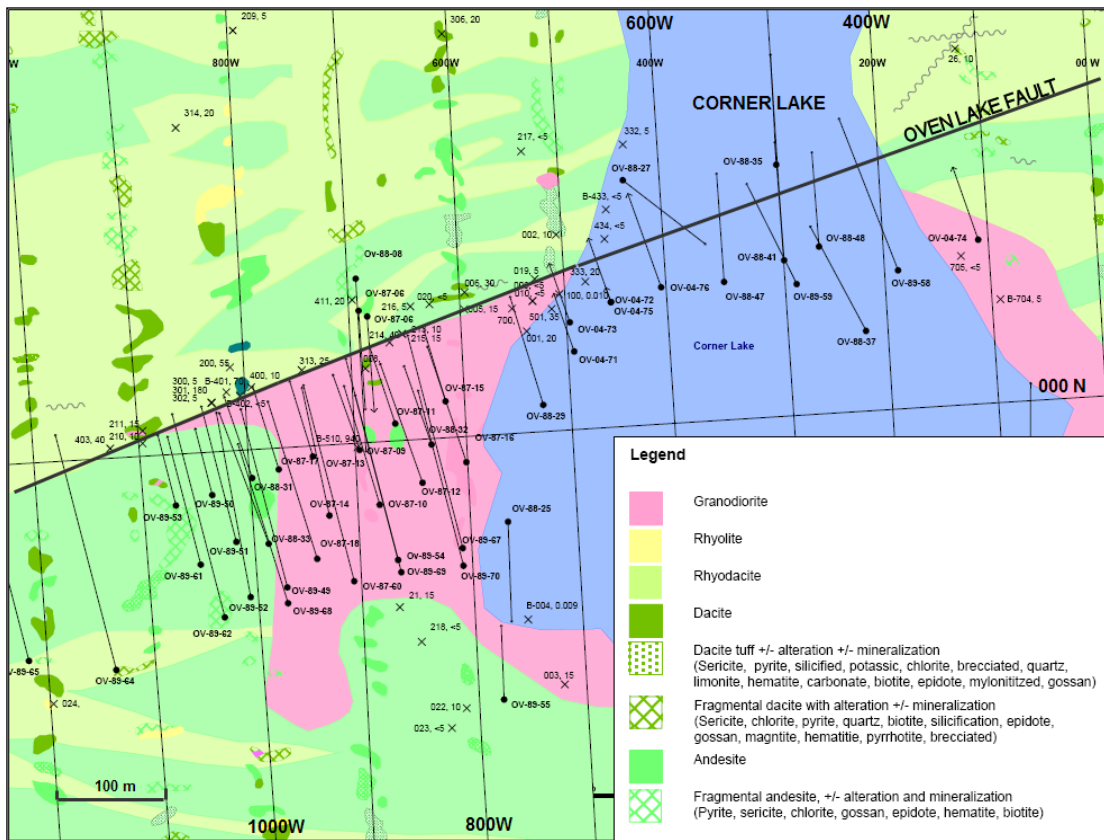 209, 5
306, 20
600W
400W
800W
600W
400W
200W
00 W
26, 10
CORNER LAKE
OVEN LAKE FAULT
314, 20
217, <5
332, 5
OV-88-27
OV-88-35
B-433, <5
434, <5
002, 10
OV-88-48
OV-04-74
705, <5
Ov-88-08
OV-88-41
OV-89-58
019, 5
333, 20
OV-87-06
005, 30
OV-04-76
OV-88-47
OV-89-59
B-704, 5
411, 20
020, <5
010, <5
100, 0.010
OV-04-72
OV-04-75
216, 5
OV-87-06
005, 15
700,
501, 35
OV-04-73
213, 10
214, 40
215, 15
001, 20
OV-88-37
Corner Lake
OV-04-71
200, 55
313, 25
008,
300, 5
B-401, 70
400, 10
301, 180
302, 5
B-402, <5
OV-87-15
000 N
OV-87-11
OV-88-29
211, 15
210, 40
403, 40
OV-88-32
OV-87-16
B-510, 940
OV-87-09
OV-87-17
OV-87-13
OV-88-31
OV-87-12
OV-89-50
OV-89-53
OV-87-14
OV-87-10
OV-88-25
OV-89-51
OV-88-33
OV-87-18
OV-89-67
OV-89-54
OV-89-61
OV-89-69
OV-89-70
OV-89-49
OV-87-60
OV-89-52
OV-89-68
21, 15
B-004, 0.009
OV-89-62
218, <5
OV-89-65
OV-89-64
003, 15
024,
OV-89-55
022, 10
023, <5
100 m
1000W
800W
Legend
Granodiorite
Rhyolite
Rhyodacite
Dacite
Dacite tuff +/- alteration +/- mineralization
(Sericite, pyrite, silicified, potassic, chlorite, brecciated, quartz,
limonite, hematite, carbonate, biotite, epidote, mylonititzed, gossan)
Fragmental dacite with alteration +/- mineralization
(Sericite, chlorite, pyrite, quartz, biotite, silicification, epidote,
gossan, magntite, hematitie, pyrrhotite, brecciated)
Andesite
Fragmental andesite, +/- alteration and mineralization
(Pyrite, sericite, chlorite, gossan, epidote, hematite, biotite)